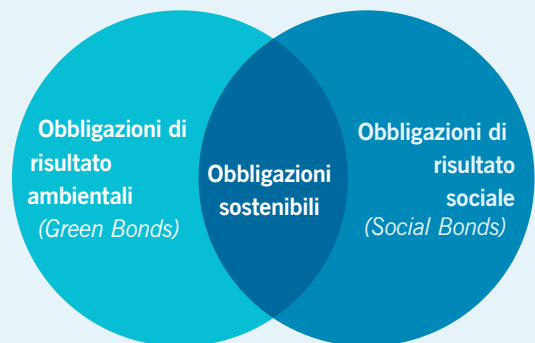 Obbligazioni di
risultato
ambientali
(Green Bonds)
Obbligazioni
sostenibili
Obbligazioni di
risultato
sociale
(Social Bonds)